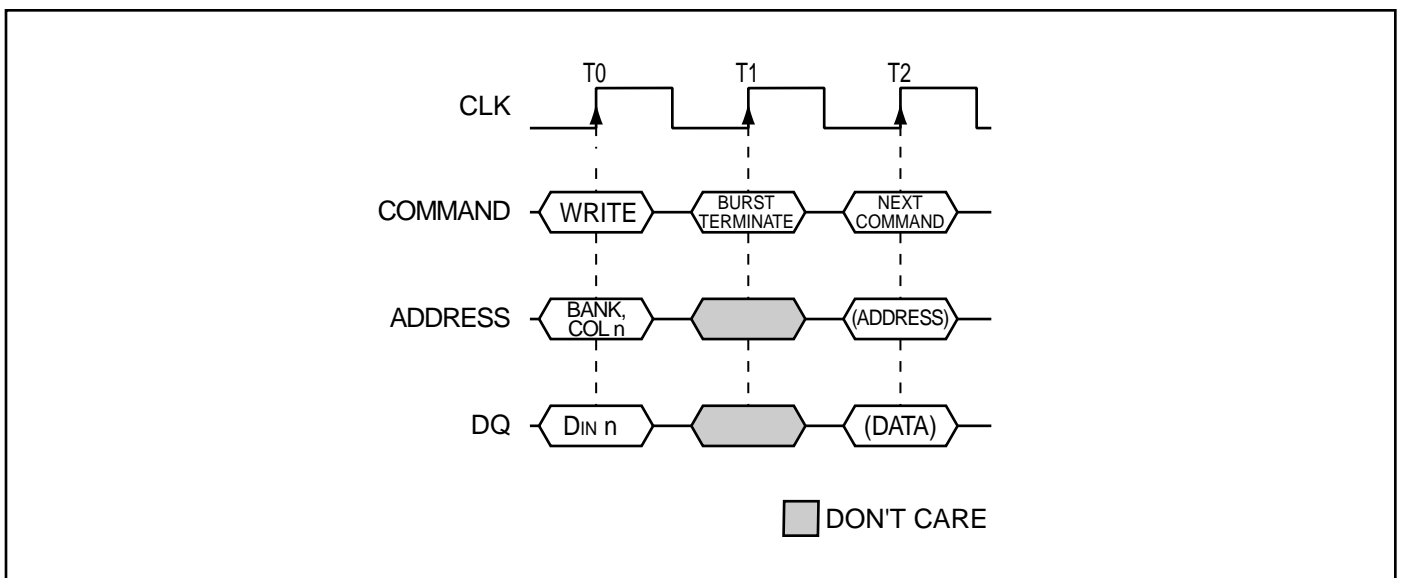 T0 T1 T2
CLK
COMMAND WRITE BURST TERMINATE NEXT COMMAND
ADDRESS BANK, COL n (ADDRESS)
DQ DIN n (DATA)
DON'T CARE